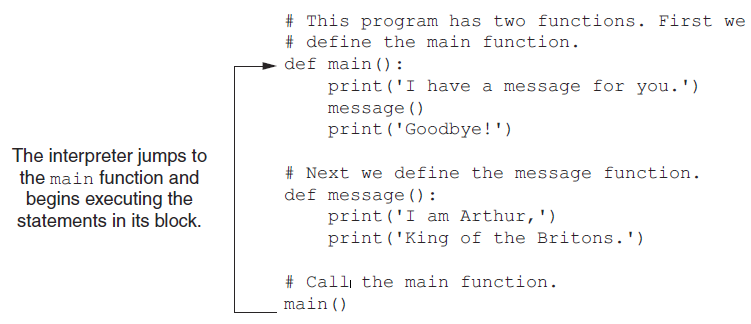 # This program has two functions. First we
# define the main function.
def main():
    print('I have a message for you.')
    message()
    print('Goodbye!')
The interpreter jumps to
the main function and
begins executing the
statements in its block.
# Next we define the message function.
def message():
    print('I am Arthur,')
    print('King of the Britons.')
# Call the main function.
main()